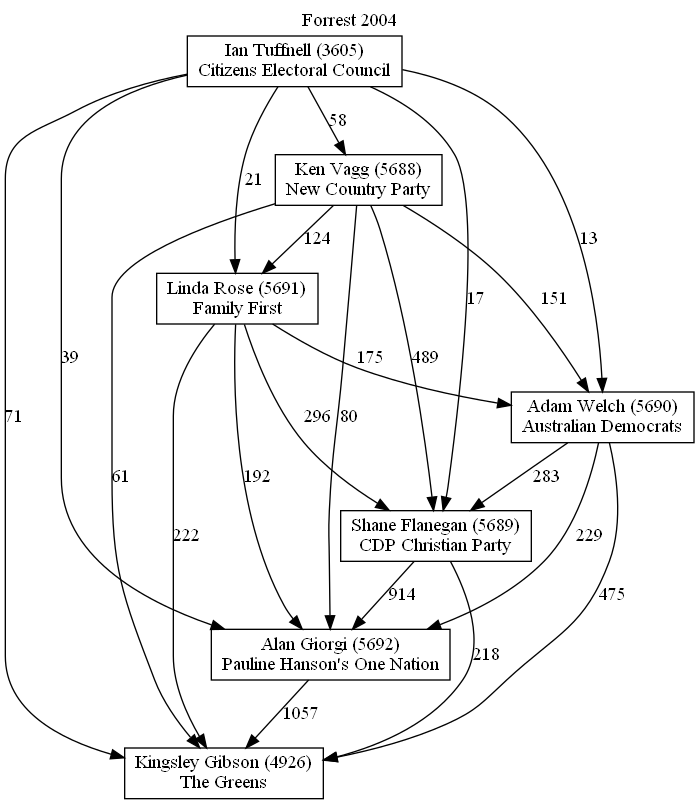 Forrest 2004
Ian Tuffnell (3605)
Citizens Electoral Council
58
Ken Vagg (5688)
New Country Party
21
13
124
Linda Rose (5691)
Family First
17
151
39
175
489
Adam Welch (5690)
Australian Democrats
71
296
80
61
192
283
Shane Flanegan (5689)
CDP Christian Party
222
229
914
475
Alan Giorgi (5692)
Pauline Hanson's One Nation
218
1057
Kingsley Gibson (4926)
The Greens